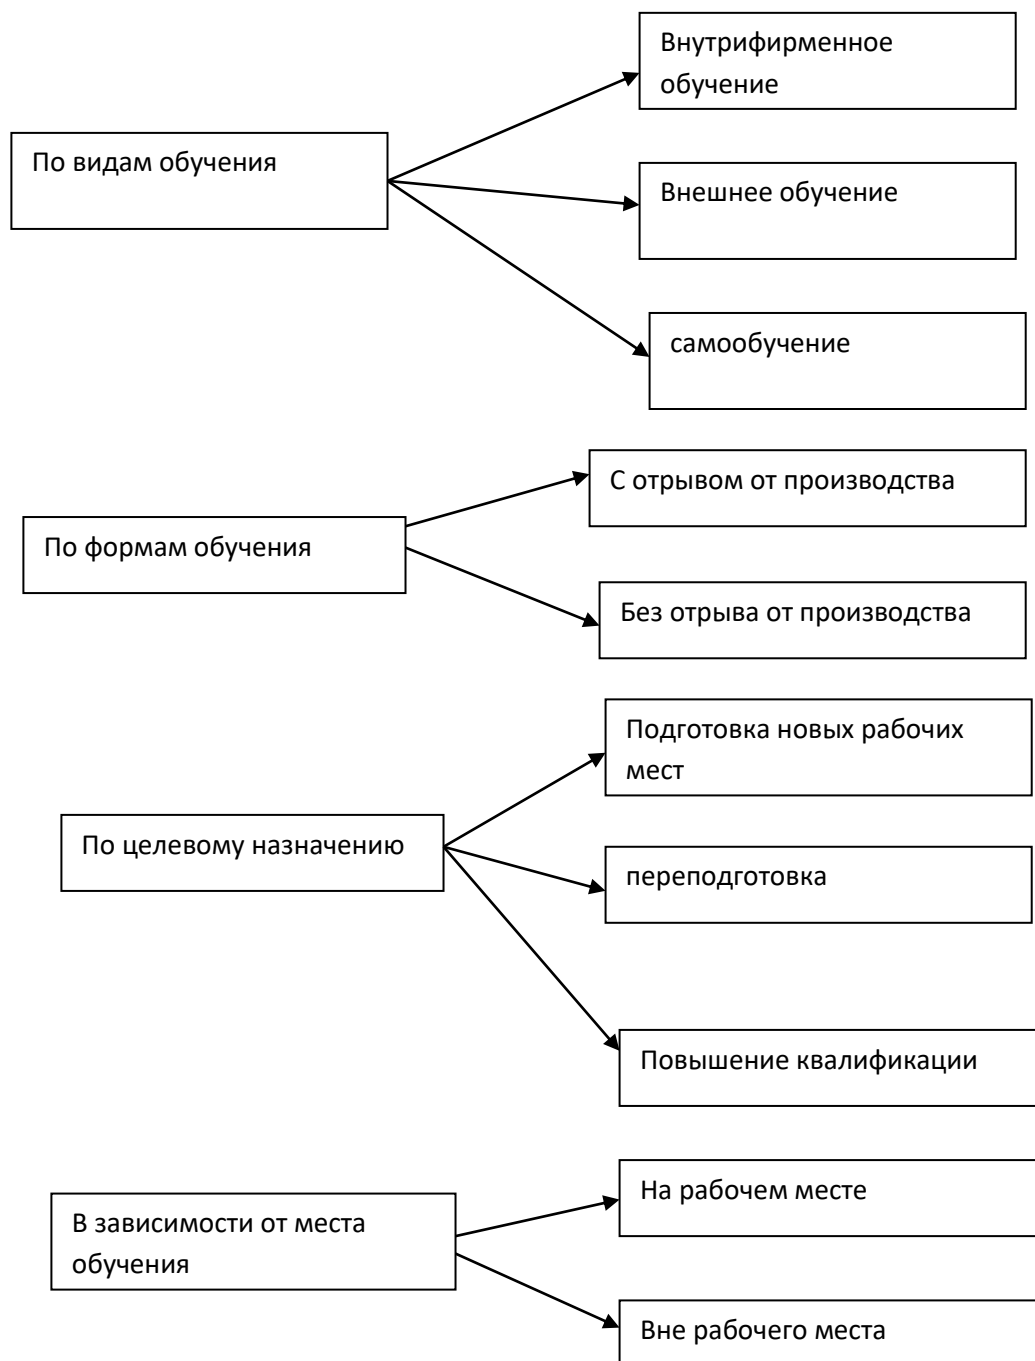 Внутрифирменное
обучение
По видам обучения
Внешнее обучение
самообучение
С отрывом от производства
По формам обучения
Без отрыва от производства
Подготовка новых рабочих
мест
По целевому назначению
переподготовка
Повышение квалификации
На рабочем месте
В зависимости от места
обучения
Вне рабочего места